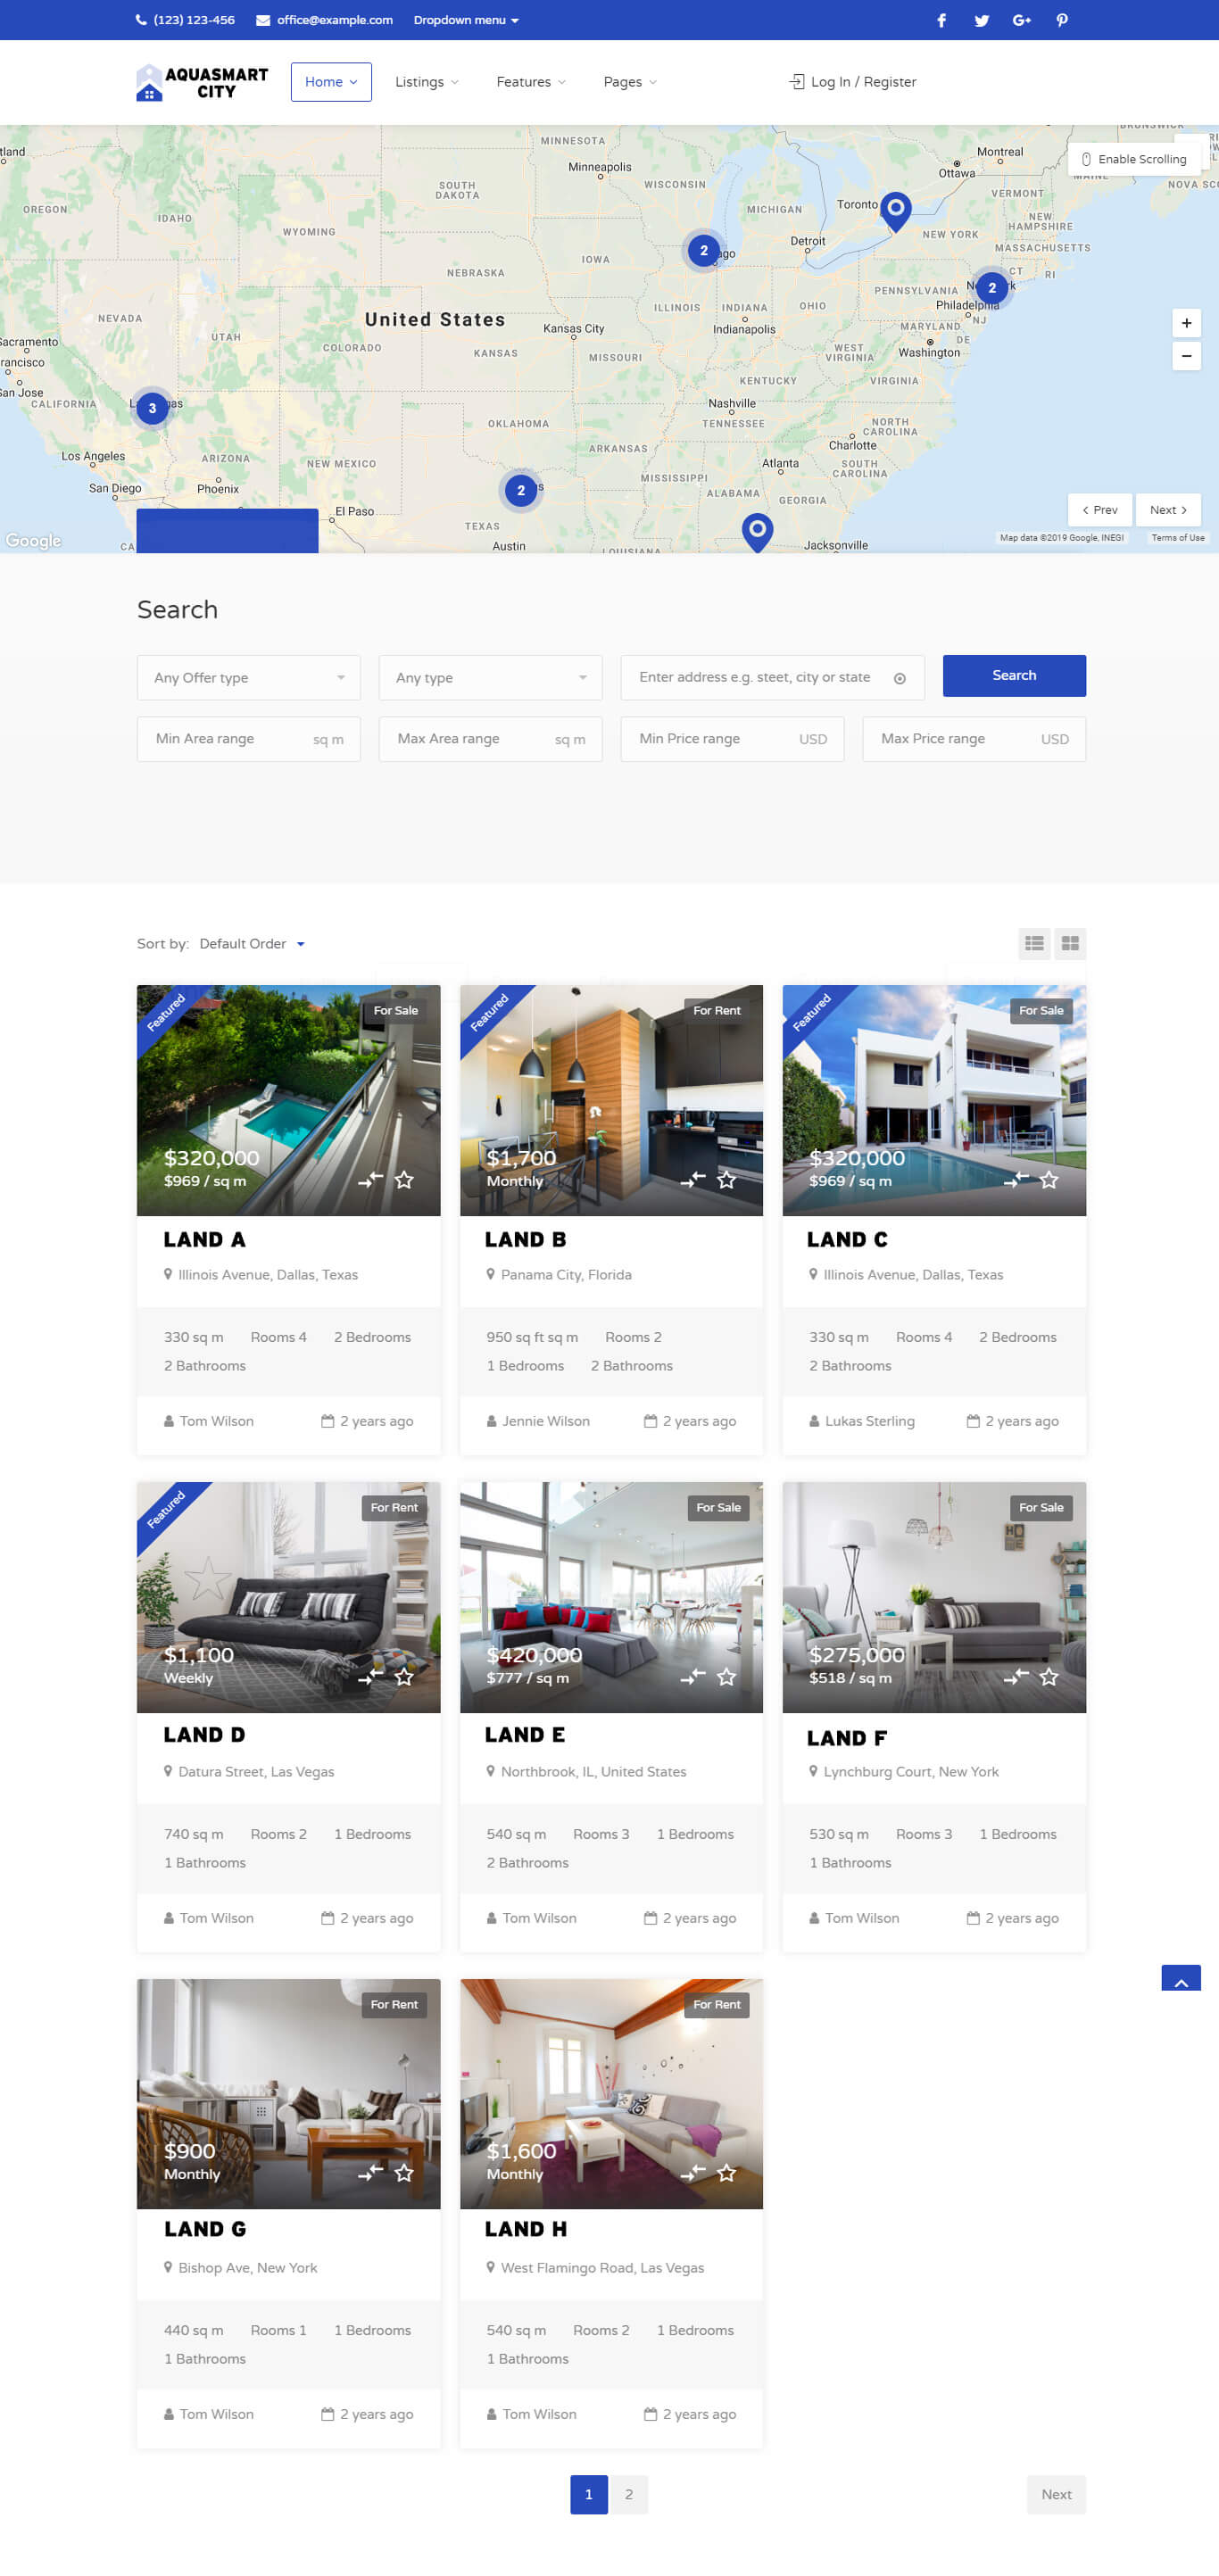 (123) 123-456 office@example.com Dropdown menu
AQUASMART
CITY
Home Listings Features Pages Log In / Register
Enable Scrolling
MINNESOTA
Minneapolis
WISCONSIN
SOUTH
DAKOTA
OREGON
IDAHO
WYOMING
MICHIGAN
Toronto
Montreal
Ottawa
MAINE
VERMONT
NOVA SCO
NEW
HAMPSHIRE
NEW YORK
MASSACHUSETTS
CT
RI
Detroit
2
2
NEBRASKA
IOWA
ILLINOIS
INDIANA
OHIO
PENNSYLVANIA
Philadelphia
NJ
NEVADA
UTAH
COLORADO
United States
KANSAS
Kansas City
MISSOURI
Indianapolis
WEST
VIRGINIA
MARYLAND
DE
Washington
Sacramento
San Jose
CALIFORNIA
3
KENTUCKY
VIRGINIA
Nashville
TENNESSEE
NORTH
CAROLINA
Charlotte
OKLAHOMA
ARKANSAS
Los Angeles
ARIZONA
NEW MEXICO
San Diego
Phoenix
El Paso
2
TEXAS
Austin
MISSISSIPPI
ALABAMA
Atlanta
GEORGIA
SOUTH
CAROLINA
LOUISIANA
Jacksonville
Prev Next
Google
Map data ©2019 Google, INEGI Terms of Use
Search
Any Offer type Any type Enter address e.g. steet, city or state Search
Min Area range sq m Max Area range sq m Min Price range USD Max Price range USD
Sort by: Default Order
Featured For Sale
$320,000
$969 / sq m
LAND A
Illinois Avenue, Dallas, Texas
330 sq m Rooms 4 2 Bedrooms
2 Bathrooms
Tom Wilson 2 years ago
Featured For Rent
$1,700
Monthly
LAND B
Panama City, Florida
950 sq ft sq m Rooms 2
1 Bedrooms 2 Bathrooms
Jennie Wilson 2 years ago
Featured For Sale
$320,000
$969 / sq m
LAND C
Illinois Avenue, Dallas, Texas
330 sq m Rooms 4 2 Bedrooms
2 Bathrooms
Lukas Sterling 2 years ago
Featured For Rent
$1,100
Weekly
LAND D
Datura Street, Las Vegas
740 sq m Rooms 2 1 Bedrooms
1 Bathrooms
Tom Wilson 2 years ago
For Sale
$420,000
$777 / sq m
LAND E
Northbrook, IL, United States
540 sq m Rooms 3 1 Bedrooms
2 Bathrooms
Tom Wilson 2 years ago
For Sale
$275,000
$518 / sq m
LAND F
Lynchburg Court, New York
530 sq m Rooms 3 1 Bedrooms
1 Bathrooms
Tom Wilson 2 years ago
For Rent
$900
Monthly
LAND G
Bishop Ave, New York
440 sq m Rooms 1 1 Bedrooms
1 Bathrooms
Tom Wilson 2 years ago
For Rent
$1,600
Monthly
LAND H
West Flamingo Road, Las Vegas
540 sq m Rooms 2 1 Bedrooms
1 Bathrooms
Tom Wilson 2 years ago
1 2 Next